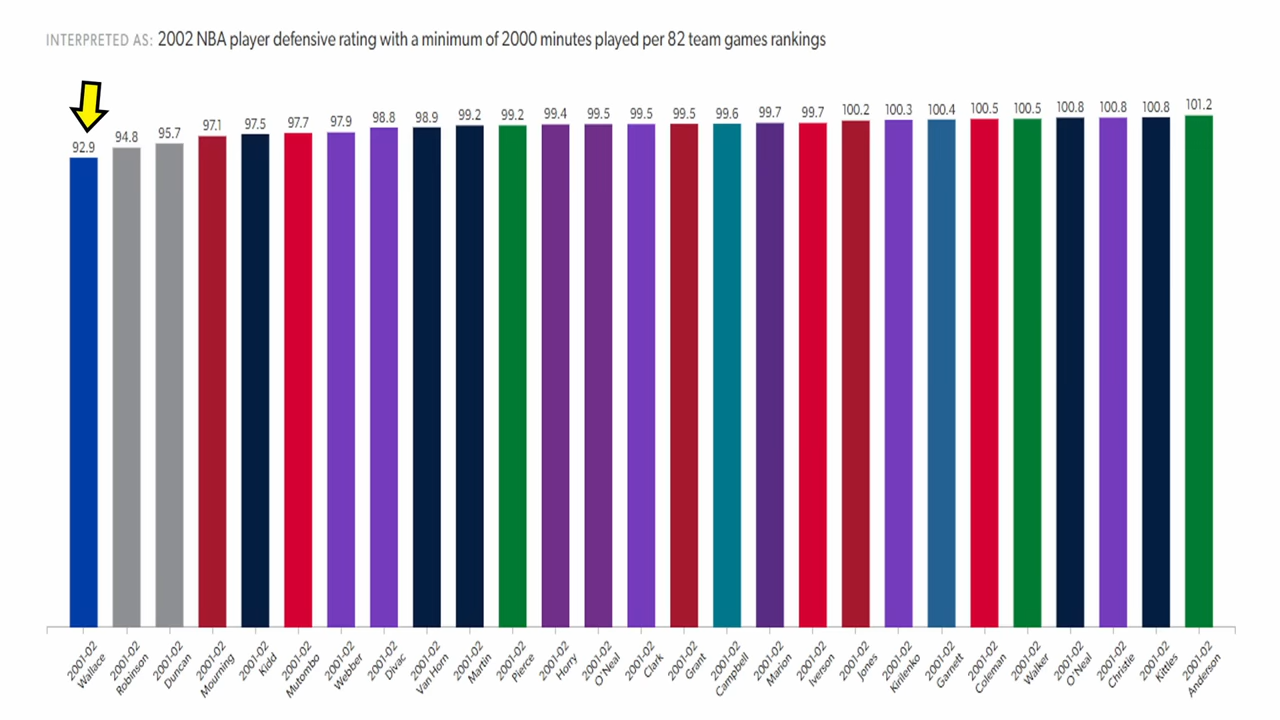 INTERPRETED AS: 2002 NBA player defensive rating with a minimum of 2000 minutes played per 82 team games rankings
92.9
94.8
95.7
97.1
97.5
97.7
97.9
98.8
98.9
99.2
99.2
99.4
99.5
99.5
99.5
99.6
99.7
99.7
100.2
100.3
100.4
100.5
100.5
100.8
100.8
100.8
101.2
2001-02
Wallace
2001-02
Robinson
2001-02
Duncan
2001-02
Mourning
2001-02
Kidd
2001-02
Mutombo
2001-02
Webber
2001-02
Divac
2001-02
Van Horn
2001-02
Martin
2001-02
Pierce
2001-02
Horry
2001-02
O'Neal
2001-02
Clark
2001-02
Grant
2001-02
Campbell
2001-02
Marion
2001-02
Iverson
2001-02
Jones
2001-02
Kirilenko
2001-02
Garnett
2001-02
Coleman
2001-02
Walker
2001-02
O'Neal
2001-02
Christie
2001-02
Kittles
2001-02
Anderson